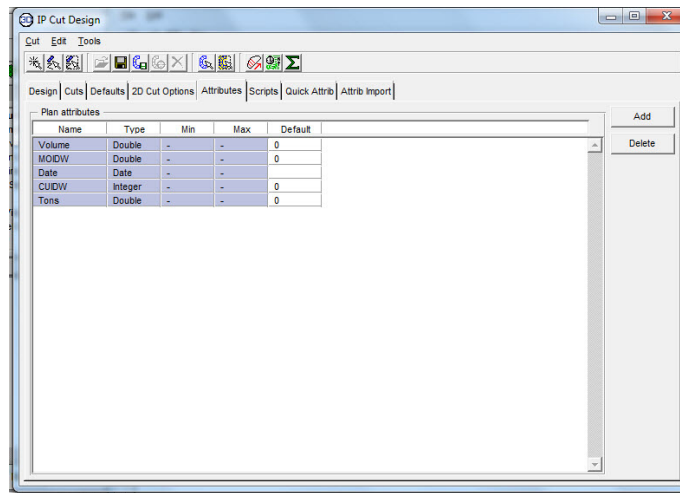 3D IP Cut Design
Cut Edit Tools
Design Cuts Defaults 2D Cut Options Attributes Scripts Quick Attrib Attrib Import
Plan attributes
Add
Name Type Min Max Default
Delete
Volume Double - - 0
MOIDW Double - - 0
Date Date - -
CUIDW Integer - - 0
Tons Double - - 0